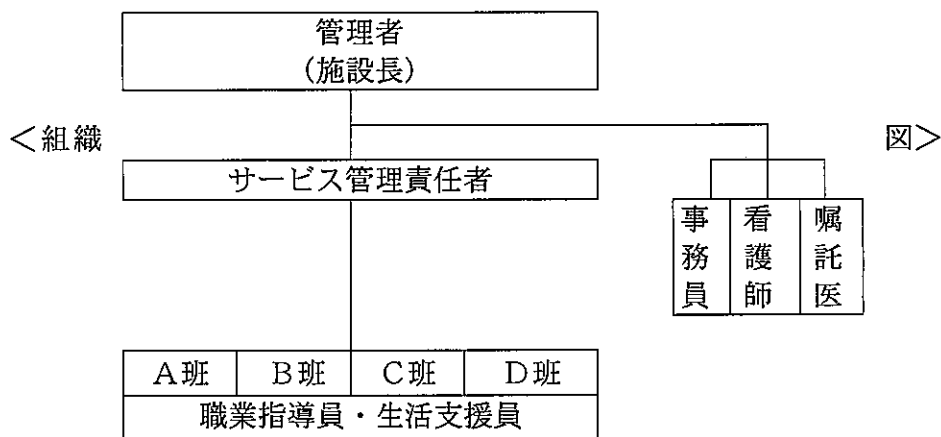 管理者
(施設長)
＜組織 図＞
サービス管理責任者
事務員
看護師
嘱託医
A班 B班 C班 D班
職業指導員・生活支援員